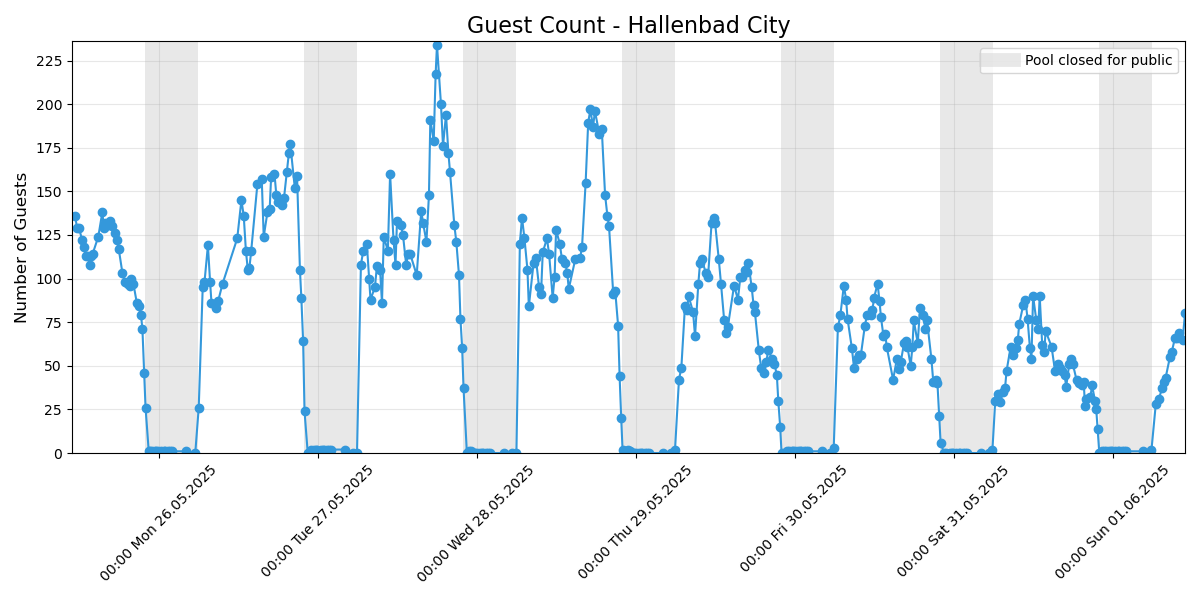 Guest Count - Hallenbad City
Pool closed for public
Number of Guests
225
200
175
150
125
100
75
50
25
0
00:00 Mon 26.05.2025
00:00 Tue 27.05.2025
00:00 Wed 28.05.2025
00:00 Thu 29.05.2025
00:00 Fri 30.05.2025
00:00 Sat 31.05.2025
00:00 Sun 01.06.2025